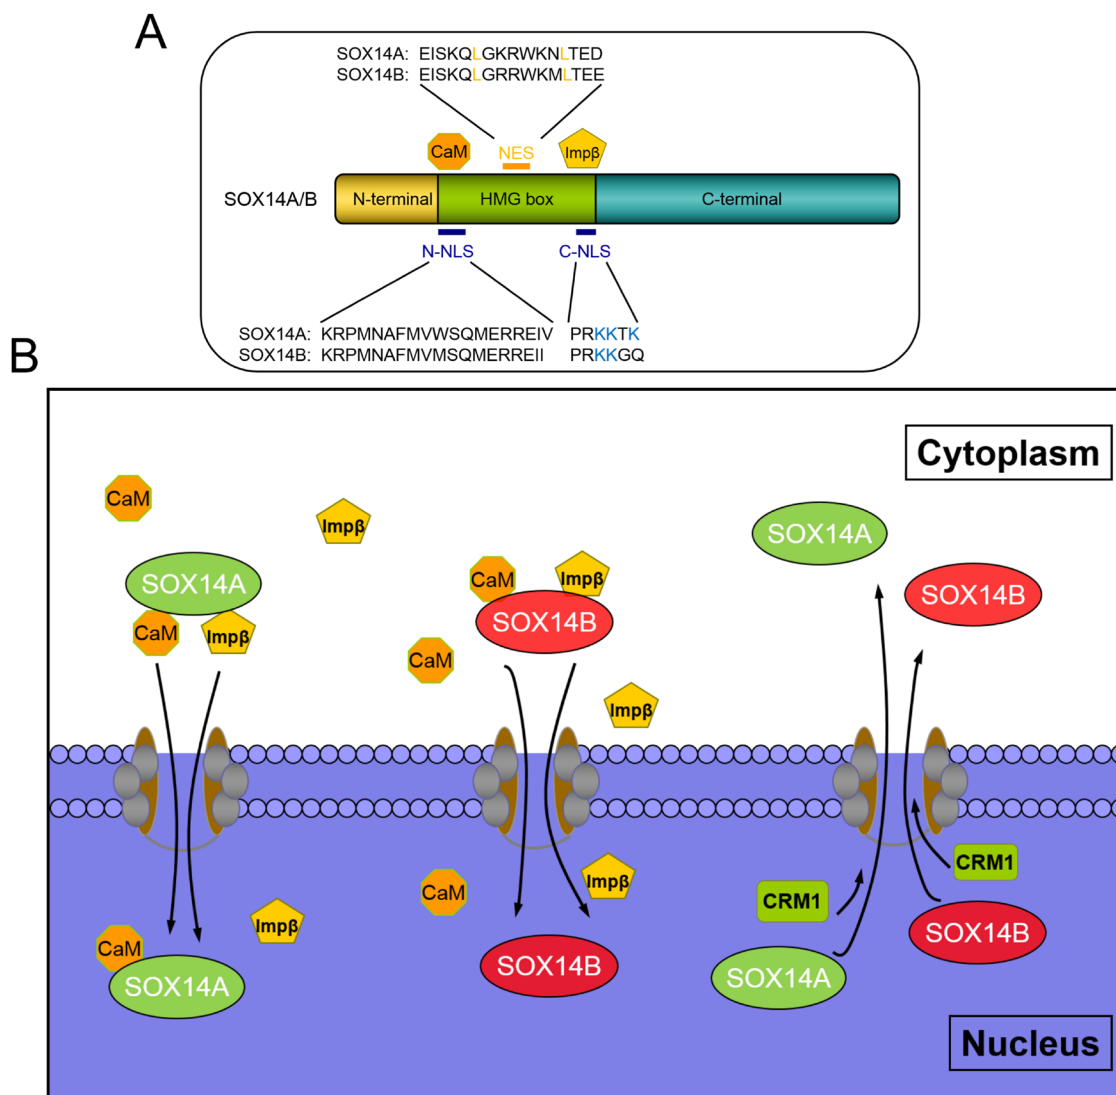 A
SOX14A: EISKQLGKRWKNLTED
SOX14B: EISKQLGRRWKMLTEE
CaM NES Impβ
SOX14A/B N-terminal HMG box C-terminal
N-NLS C-NLS
SOX14A: KRPMNAFMVWSQMERREIV PRKKTK
SOX14B: KRPMNAFMVMSQMERREII PRKKGQ
B
Cytoplasm
CaM
Impβ
SOX14A
SOX14A
CaM Impβ
SOX14B
CaM Impβ
SOX14B
CaM
Impβ
CRM1
CaM
Impβ
CRM1
Impβ
SOX14B
CaM
SOX14B
SOX14A
SOX14A
Nucleus